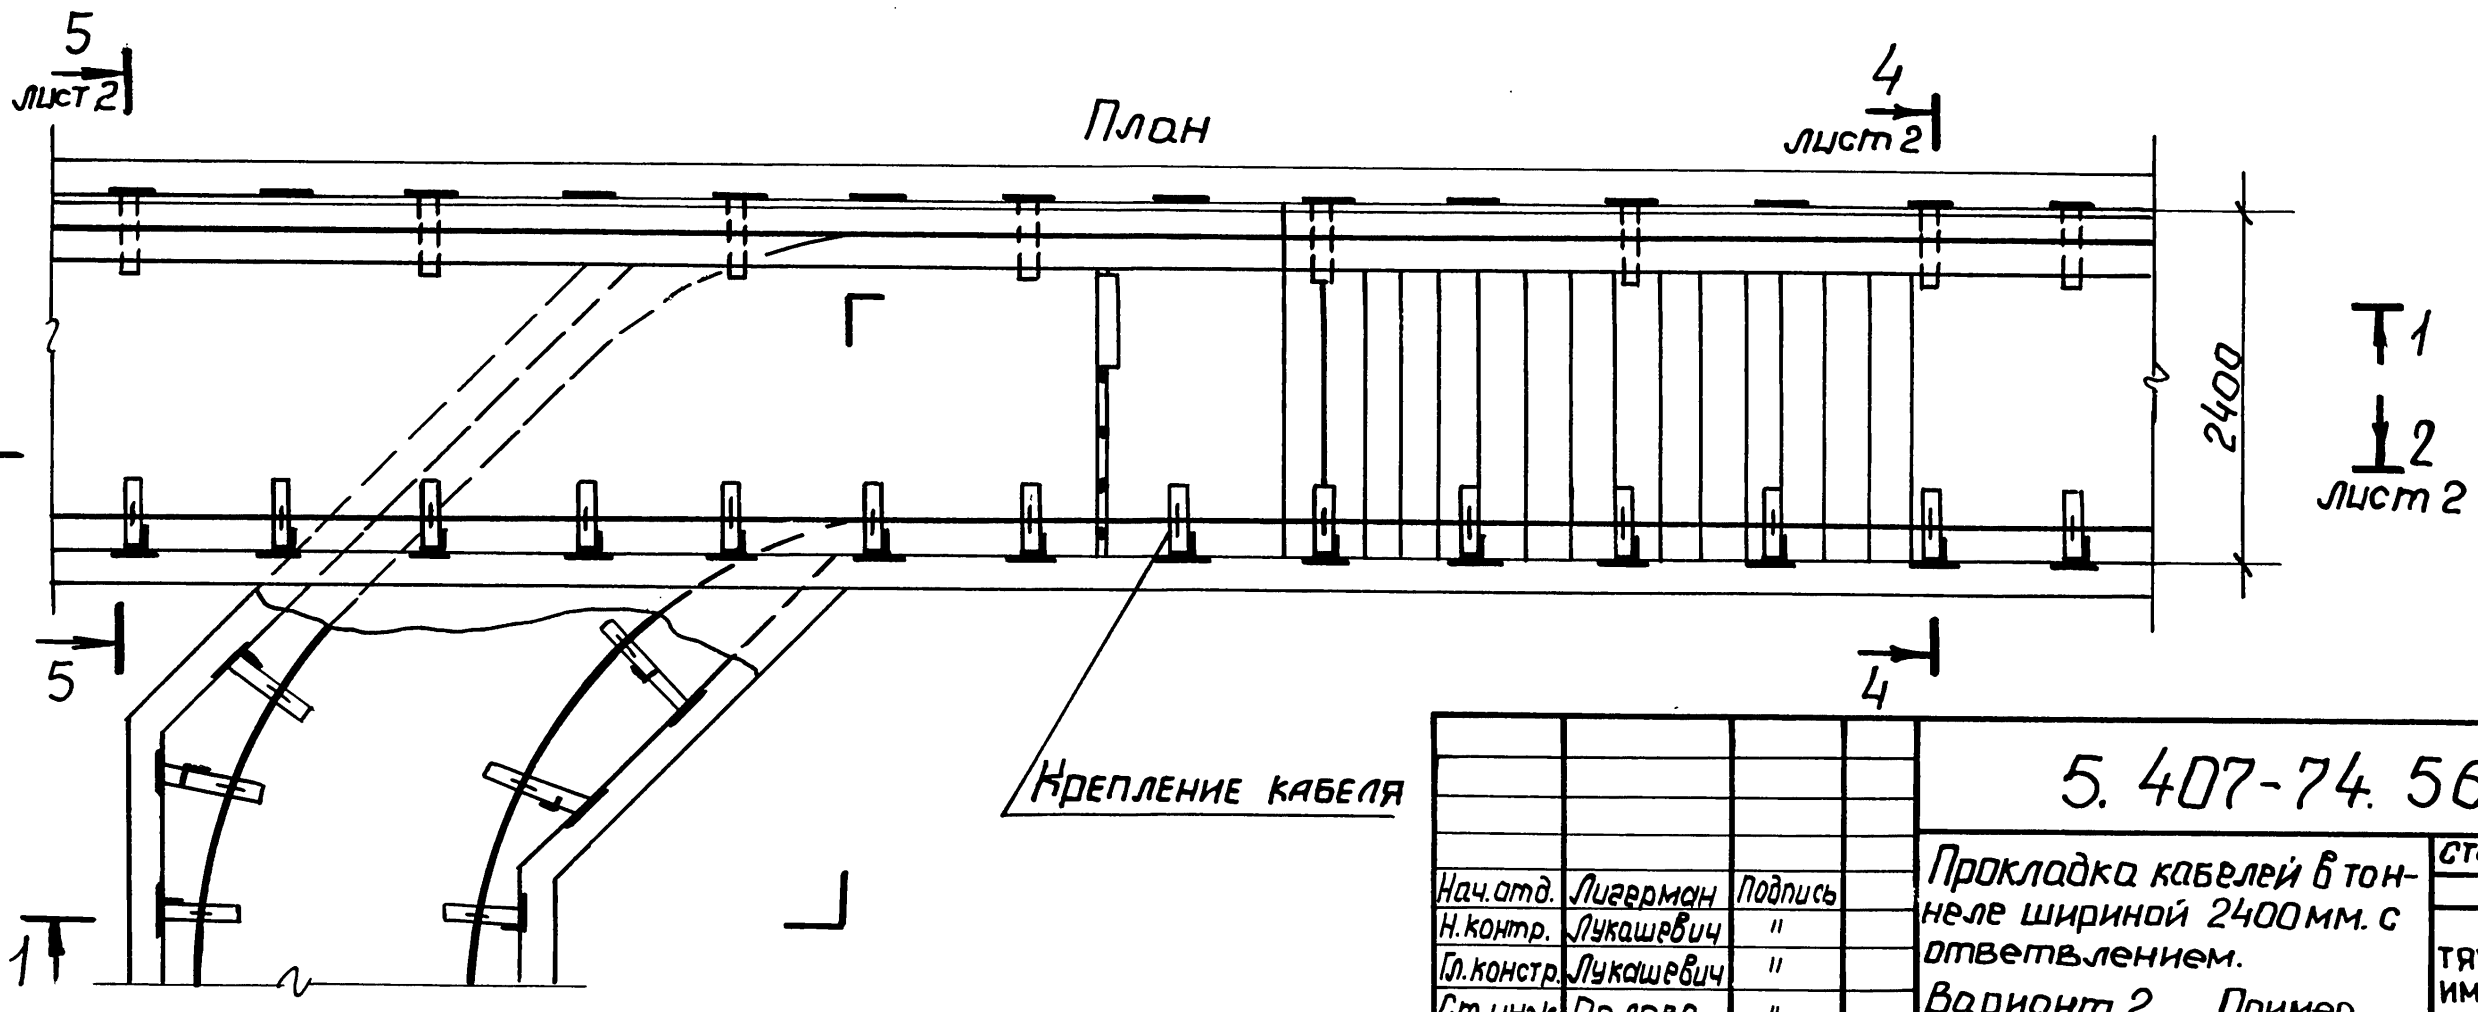 5
лист 2
План
4
лист 2
2400
1
2
лист 2
5
4
Крепление кабеля
1
5.407-74.56
Прокладка кабелей в тон-
неле шириной 2400мм. с
ответвлением.
Вариант 2 Пример
Нач.отд. Лигерман Подпись
Н.контр. Лукашевич "
Гл.констр. Лукашевич "